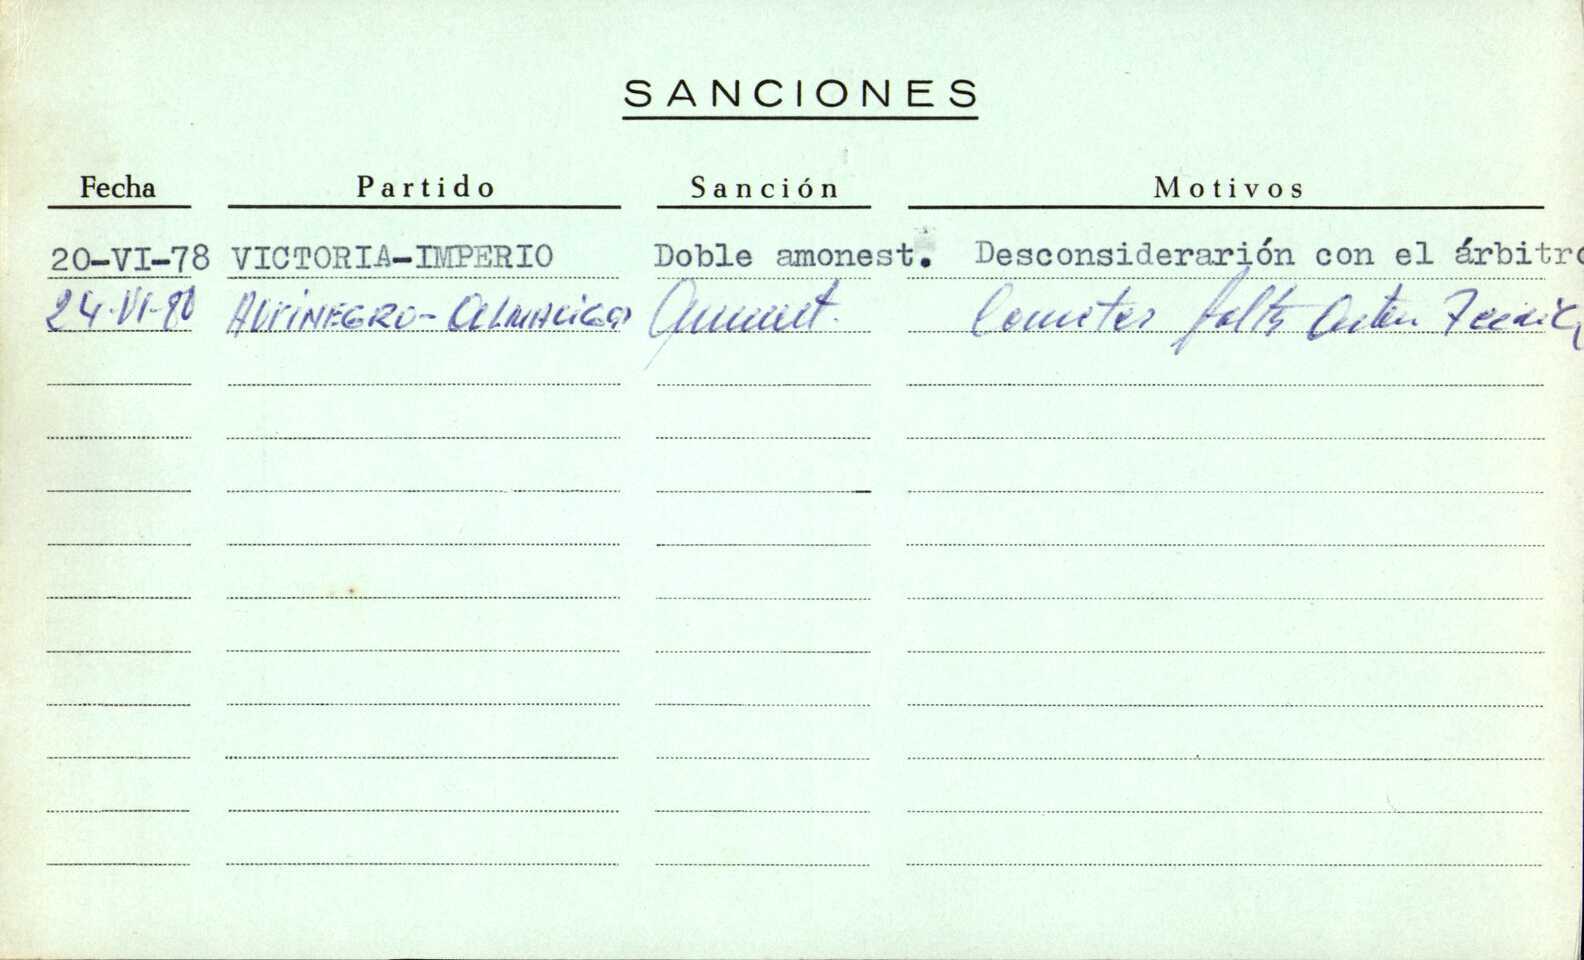 SANCIONES
Fecha Partido Sanción Motivos
20-VI-78 VICTORIA-IMPERIO Doble amonest. Desconsiderarión con el árbitro
24-VI-80 ALVINEGRO- Amonest. Cometer falta